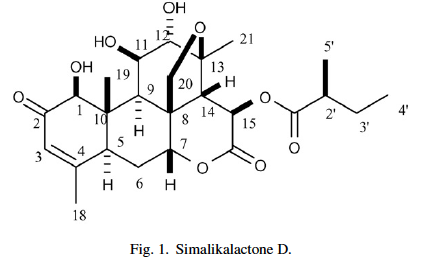 OH
OH
12
O
HO
11
21
19
13
5'
OH
20
H
9
O
O
1
14
2'
4'
10
8
15
2
H
3'
5
7
O
3
4
6
O
O
H
H
18
Fig. 1. Simalikalactone D.